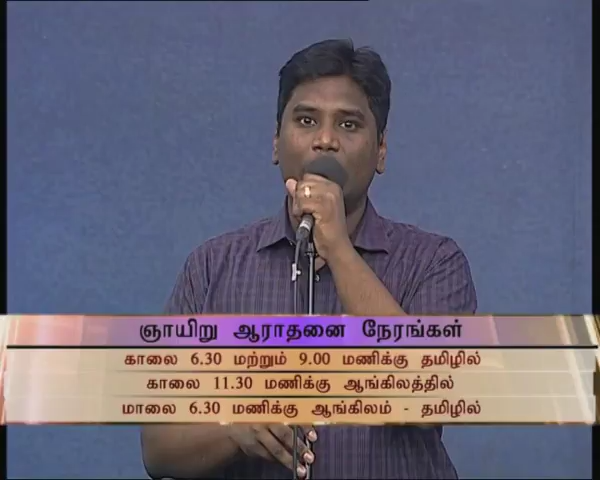 ஞாயிறு ஆராதனை நேரங்கள்
காலை 6.30 மற்றும் 9.00 மணிக்கு தமிழில்
காலை 11.30 மணிக்கு ஆங்கிலத்தில்
மாலை 6.30 மணிக்கு ஆங்கிலம் - தமிழில்